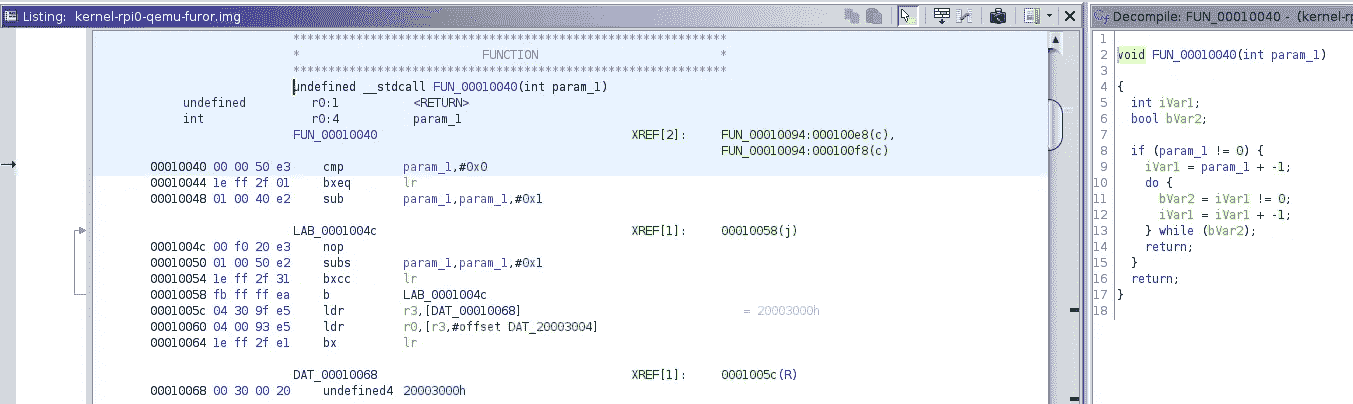 Listing: kernel-rpi0-qemu-furor.img
*************************************************************
* FUNCTION *
*************************************************************
undefined __stdcall FUN_00010040(int param_1)
undefined r0:1 <RETURN>
int r0:4 param_1
FUN_00010040 XREF[2]: FUN_00010094:000100e8(c),
FUN_00010094:000100f8(c)
00010040 00 00 50 e3 cmp param_1,#0x0
00010044 1e ff 2f 01 bxeq lr
00010048 01 00 40 e2 sub param_1,param_1,#0x1
LAB_0001004c XREF[1]: 00010058(j)
0001004c 00 f0 20 e3 nop
00010050 01 00 50 e2 subs param_1,param_1,#0x1
00010054 1e ff 2f 31 bxcc lr
00010058 fb ff ff ea b LAB_0001004c
0001005c 04 30 9f e5 ldr r3,[DAT_00010068] = 20003000h
00010060 04 00 93 e5 ldr r0,[r3,#offset DAT_20003004]
00010064 1e ff 2f e1 bx lr
DAT_00010068 XREF[1]: 0001005c(R)
00010068 00 30 00 20 undefined4 20003000h
Decompile: FUN_00010040 - (kernel-rp
1
2 void FUN_00010040(int param_1)
3
4 {
5 int iVar1;
6 bool bVar2;
7
8 if (param_1 != 0) {
9 iVar1 = param_1 + -1;
10 do {
11 bVar2 = iVar1 != 0;
12 iVar1 = iVar1 + -1;
13 } while (bVar2);
14 return;
15 }
16 return;
17 }
18